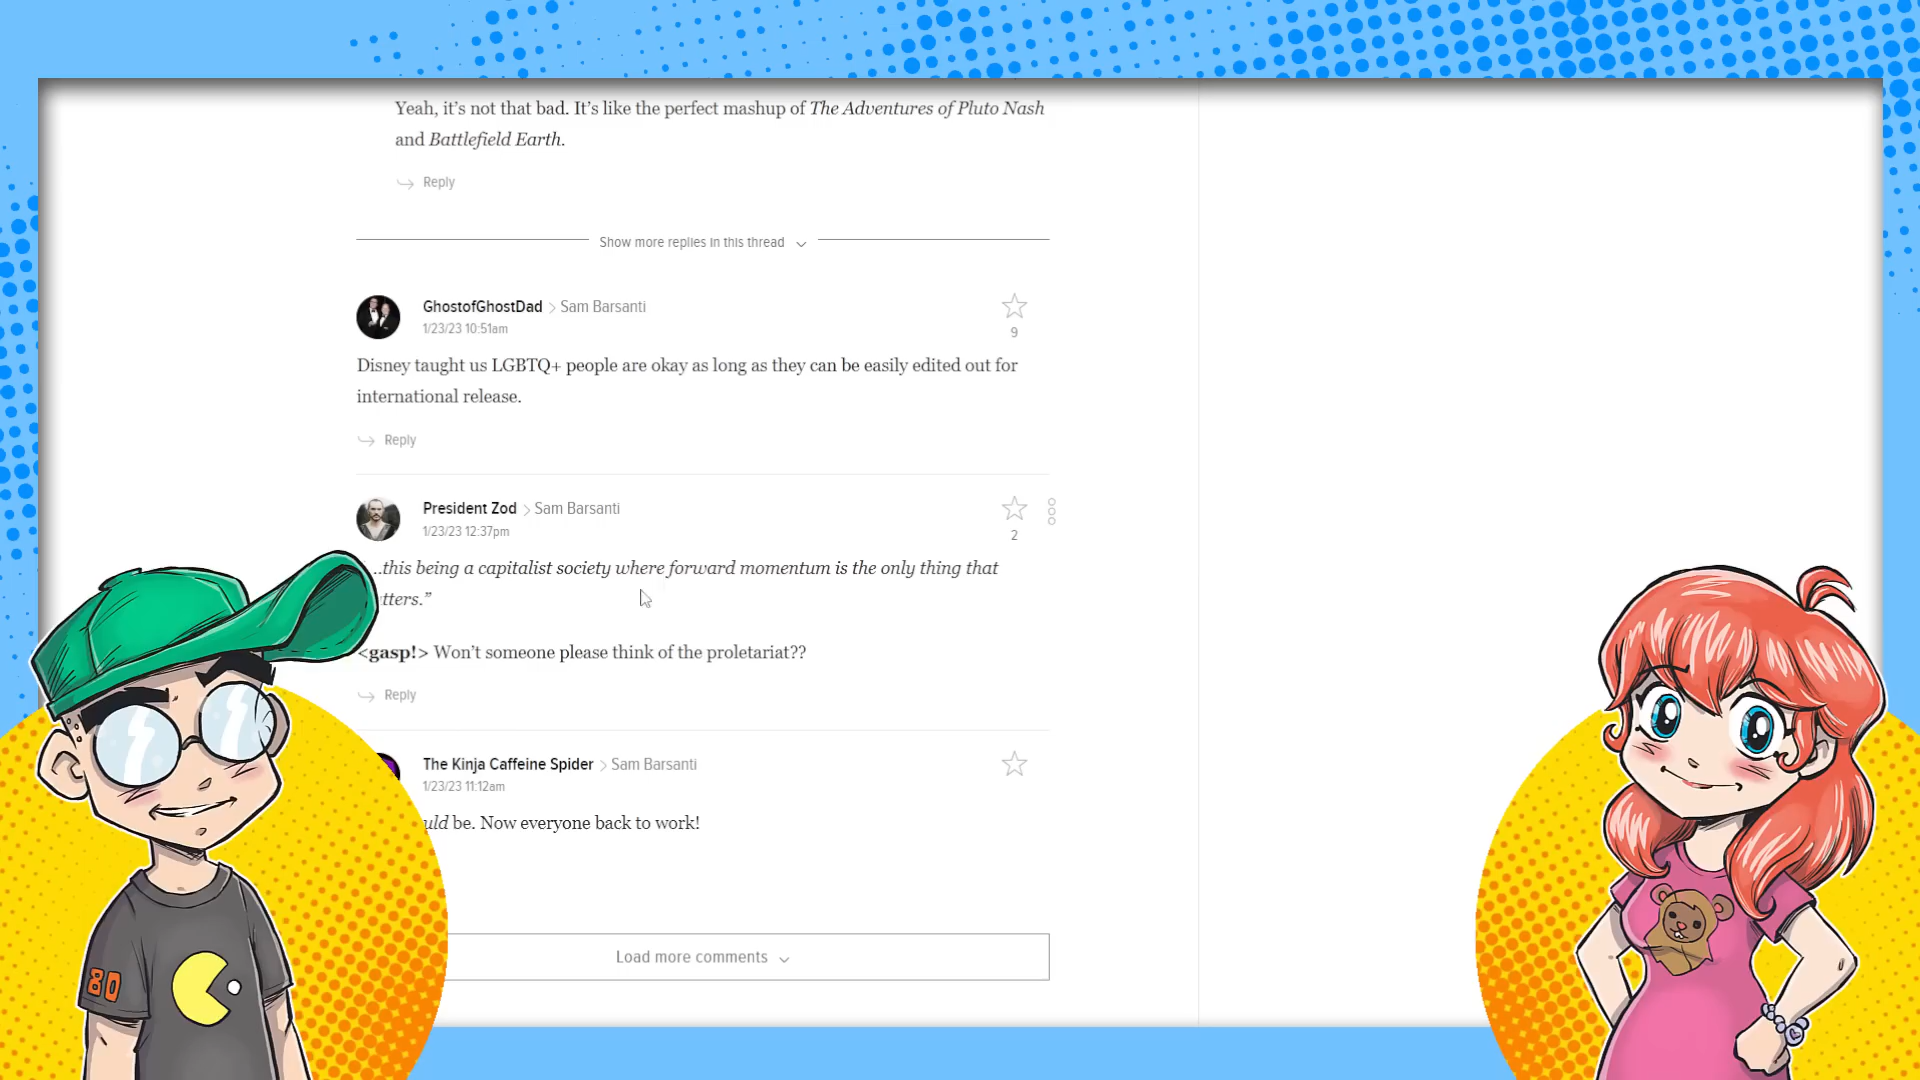 Yeah, it’s not that bad. It’s like the perfect mashup of The Adventures of Pluto Nash
and Battlefield Earth.
Reply
Show more replies in this thread
GhostofGhostDad > Sam Barsanti
1/23/23 10:51am
9
Disney taught us LGBTQ+ people are okay as long as they can be easily edited out for
international release.
Reply
President Zod > Sam Barsanti
1/23/23 12:37pm
2
..this being a capitalist society where forward momentum is the only thing that
tters.”
<gasp!> Won’t someone please think of the proletariat??
Reply
The Kinja Caffeine Spider > Sam Barsanti
1/23/23 11:12am
uld be. Now everyone back to work!
Load more comments
80